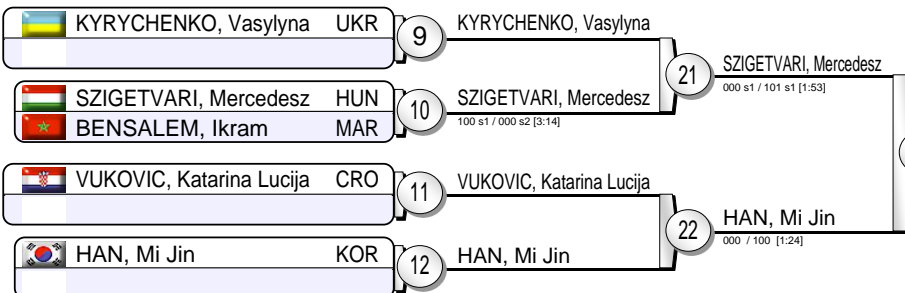 KYRYCHENKO, Vasylyna UKR
9
KYRYCHENKO, Vasylyna
21
SZIGETVARI, Mercedesz
000 s1 / 101 s1 [1:53]
SZIGETVARI, Mercedesz HUN
BENSALEM, Ikram MAR
10
SZIGETVARI, Mercedesz
100 s1 / 000 s2 [3:14]
VUKOVIC, Katarina Lucija CRO
11
VUKOVIC, Katarina Lucija
22
HAN, Mi Jin
000 / 100 [1:24]
HAN, Mi Jin KOR
12
HAN, Mi Jin